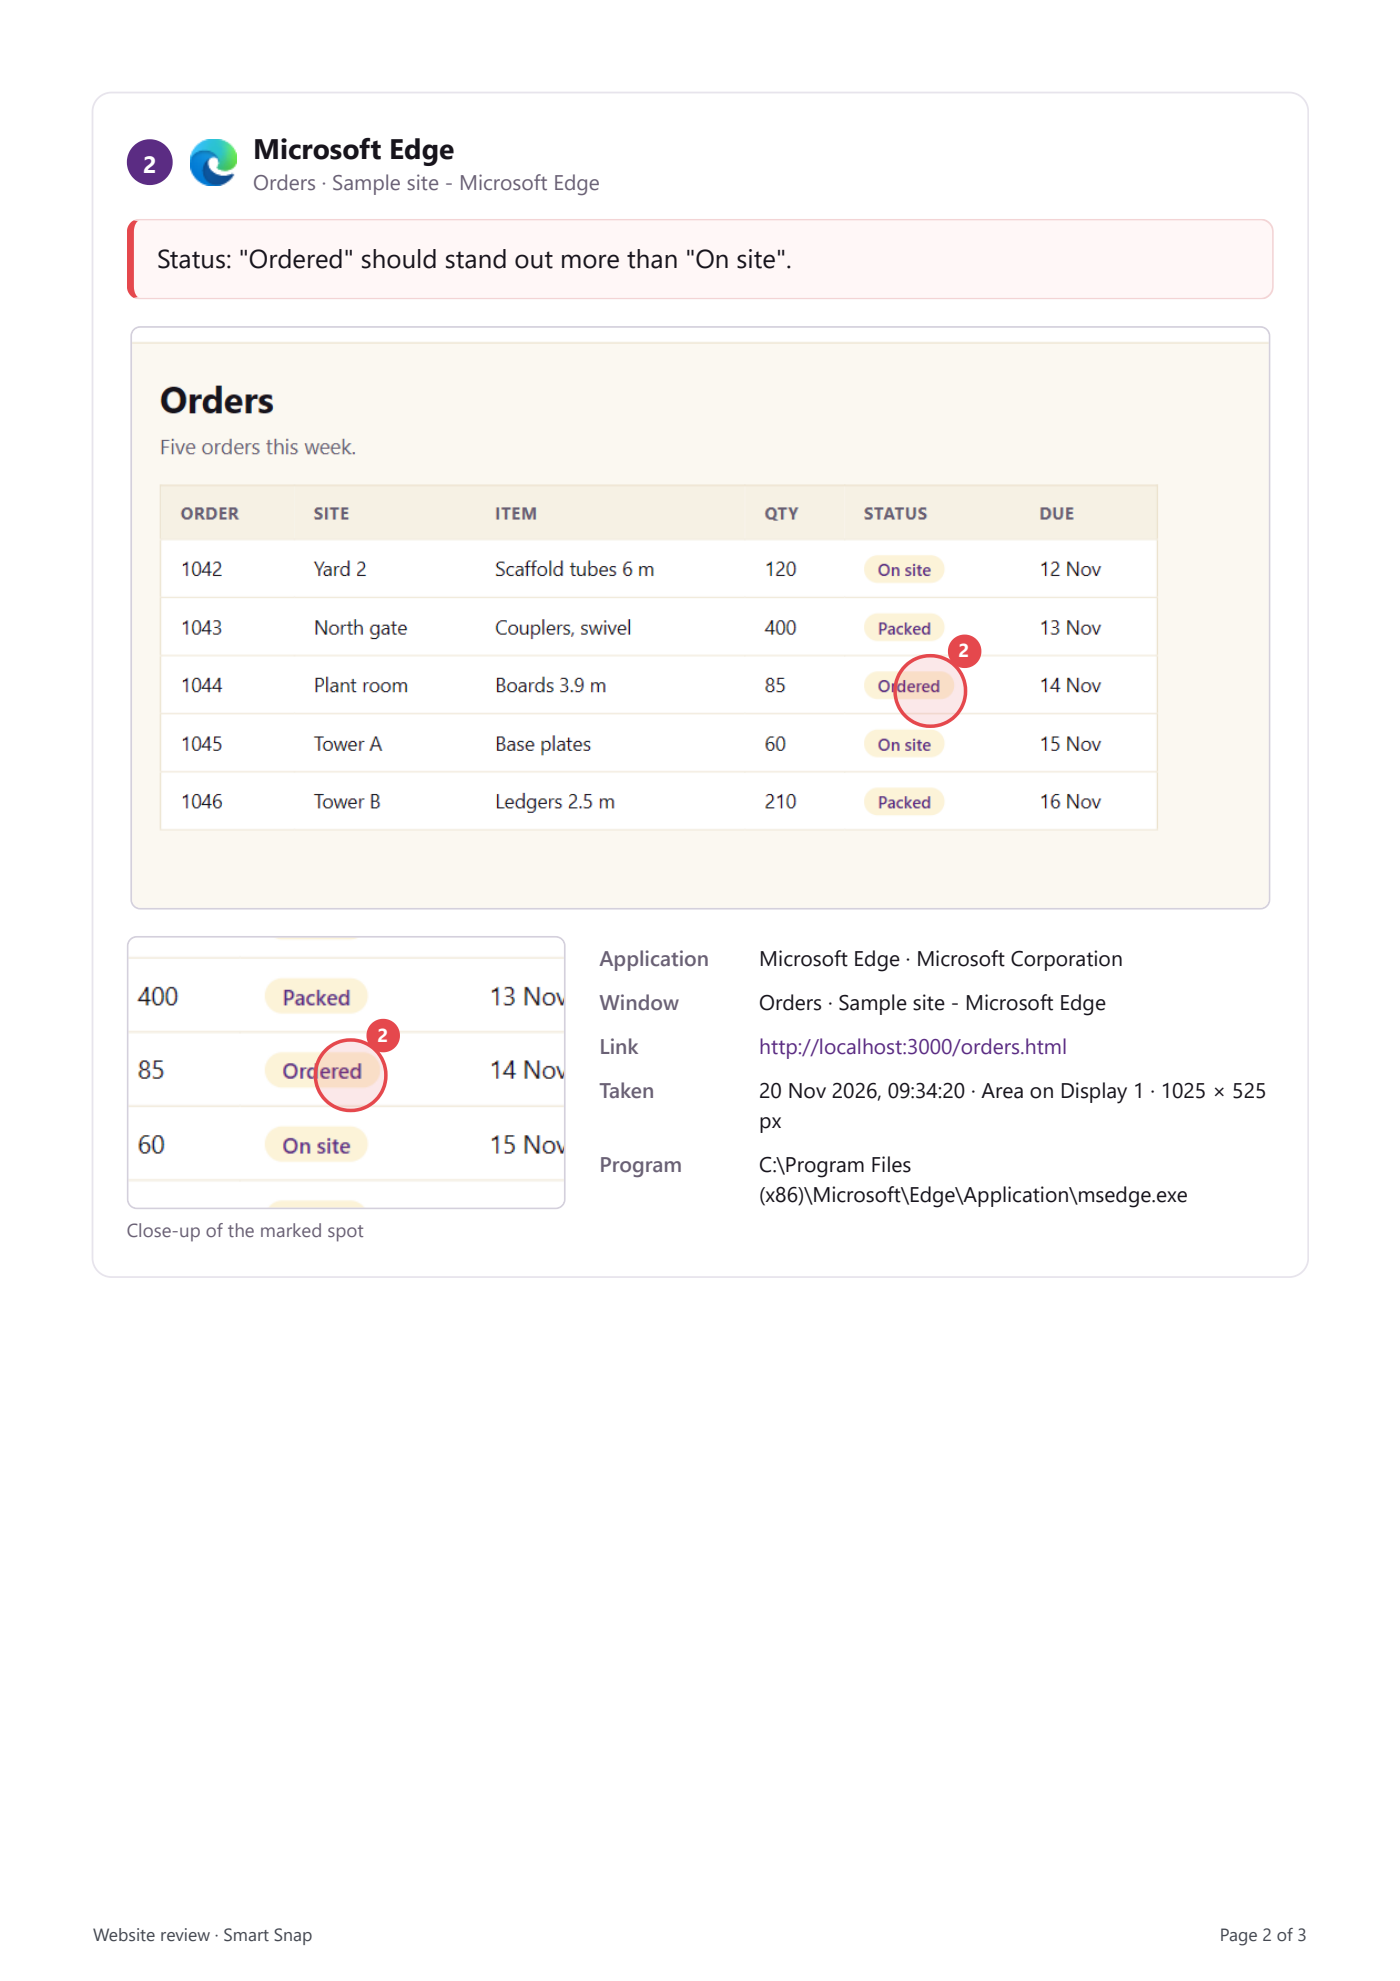 2
Microsoft Edge
Orders · Sample site - Microsoft Edge
Status: "Ordered" should stand out more than "On site".
Orders
Five orders this week.
ORDER SITE ITEM QTY STATUS DUE
1042 Yard 2 Scaffold tubes 6 m 120 On site 12 Nov
1043 North gate Couplers, swivel 400 Packed 13 Nov
2
1044 Plant room Boards 3.9 m 85 Ordered 14 Nov
1045 Tower A Base plates 60 On site 15 Nov
1046 Tower B Ledgers 2.5 m 210 Packed 16 Nov
400 Packed 13 Nov
2
85 Ordered 14 Nov
60 On site 15 Nov
Close-up of the marked spot
Application Microsoft Edge · Microsoft Corporation
Window Orders · Sample site - Microsoft Edge
Link http://localhost:3000/orders.html
Taken 20 Nov 2026, 09:34:20 · Area on Display 1 · 1025 × 525
px
Program C:\Program Files
(x86)\Microsoft\Edge\Application\msedge.exe
Website review · Smart Snap
Page 2 of 3